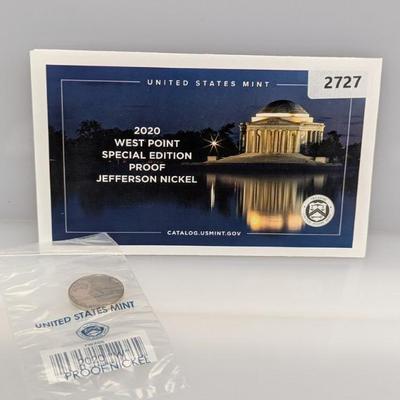 UNITED STATES MINT
2727
2020
WEST POINT
SPECIAL EDITION
PROOF
JEFFERSON NICKEL
CATALOG.USMINT.GOV
UNITED STATES MINT
2020 "W"
PROOF NICKEL